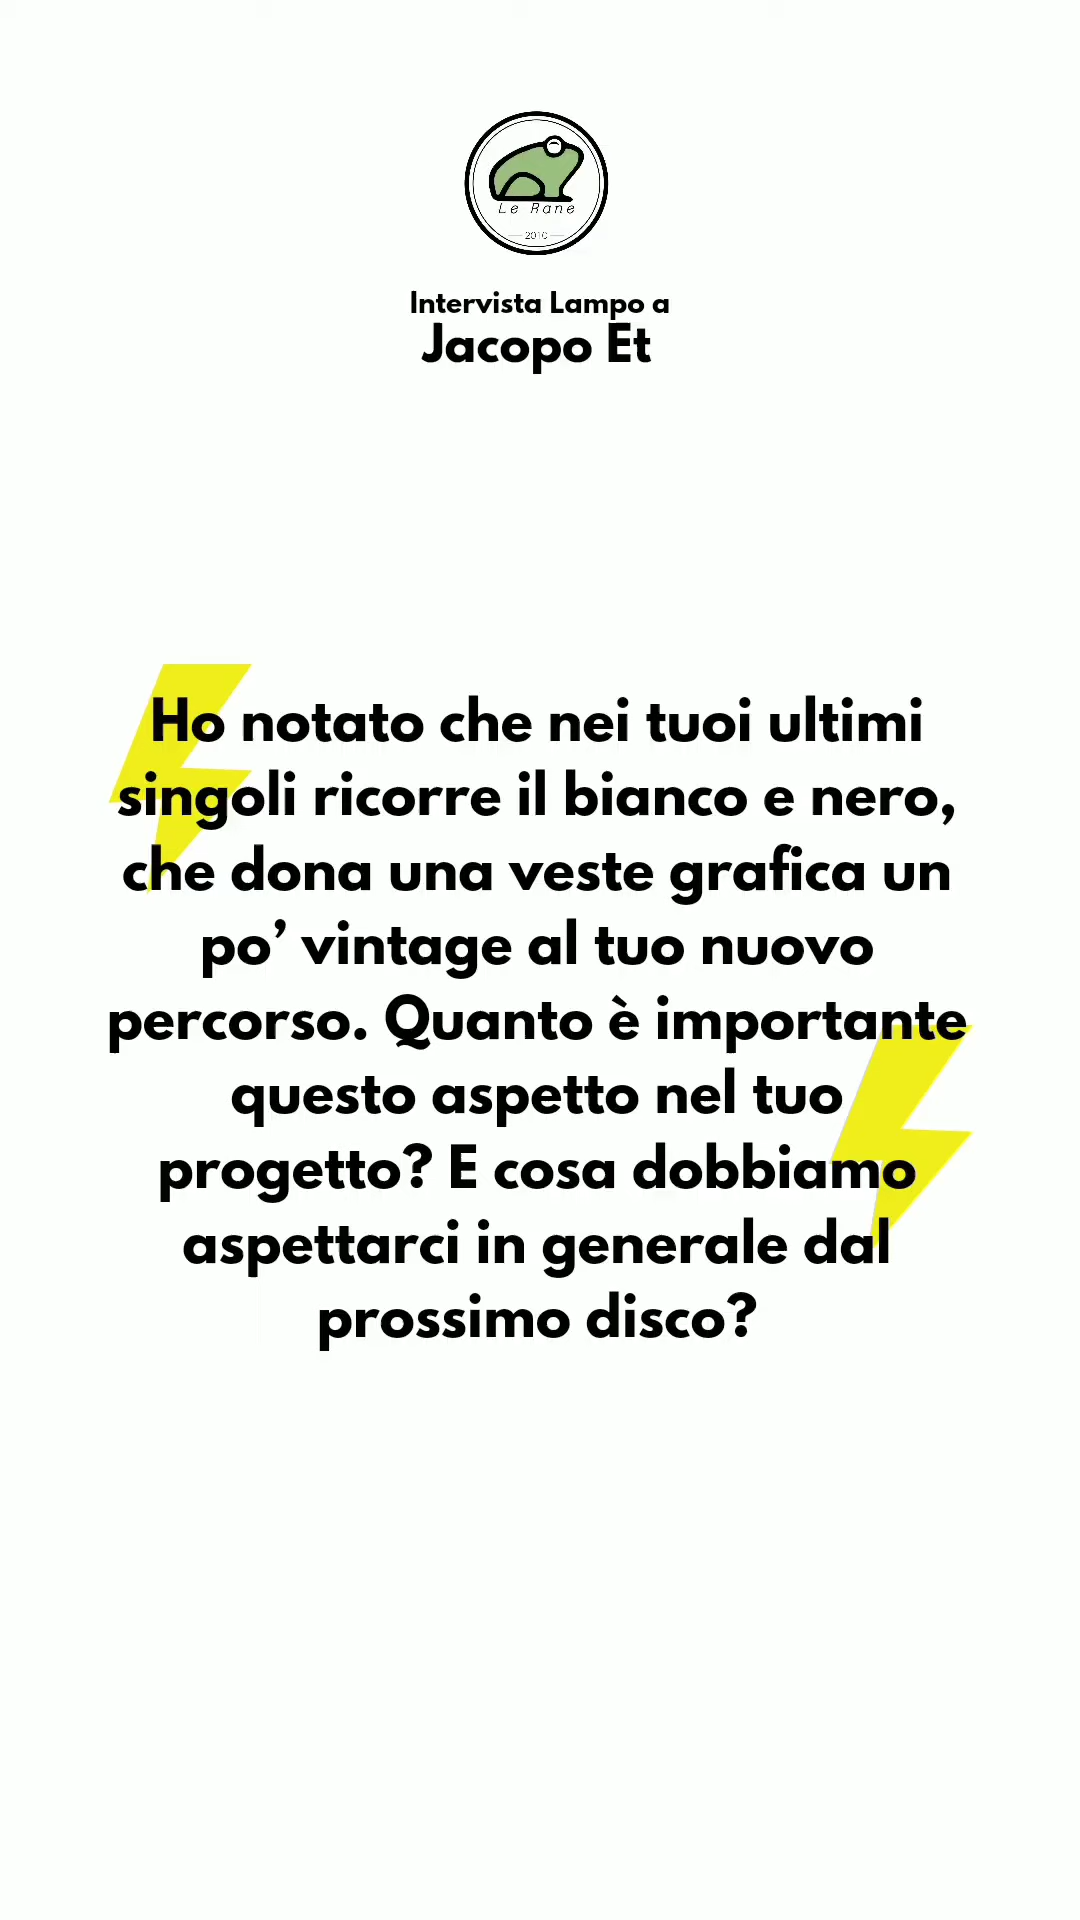 Le Rane
2010
Intervista Lampo a
Jacopo Et
Ho notato che nei tuoi ultimi
singoli ricorre il bianco e nero,
che dona una veste grafica un
po’ vintage al tuo nuovo
percorso. Quanto è importante
questo aspetto nel tuo
progetto? E cosa dobbiamo
aspettarci in generale dal
prossimo disco?